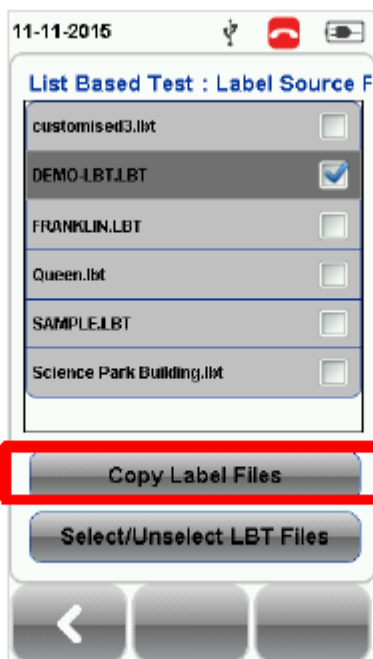 11-11-2015
List Based Test : Label Source F
customised3.lbt
DEMO-LBT.LBT
FRANKLIN.LBT
Queen.lbt
SAMPLE.LBT
Science Park Building.lbt
Copy Label Files
Select/Unselect LBT Files